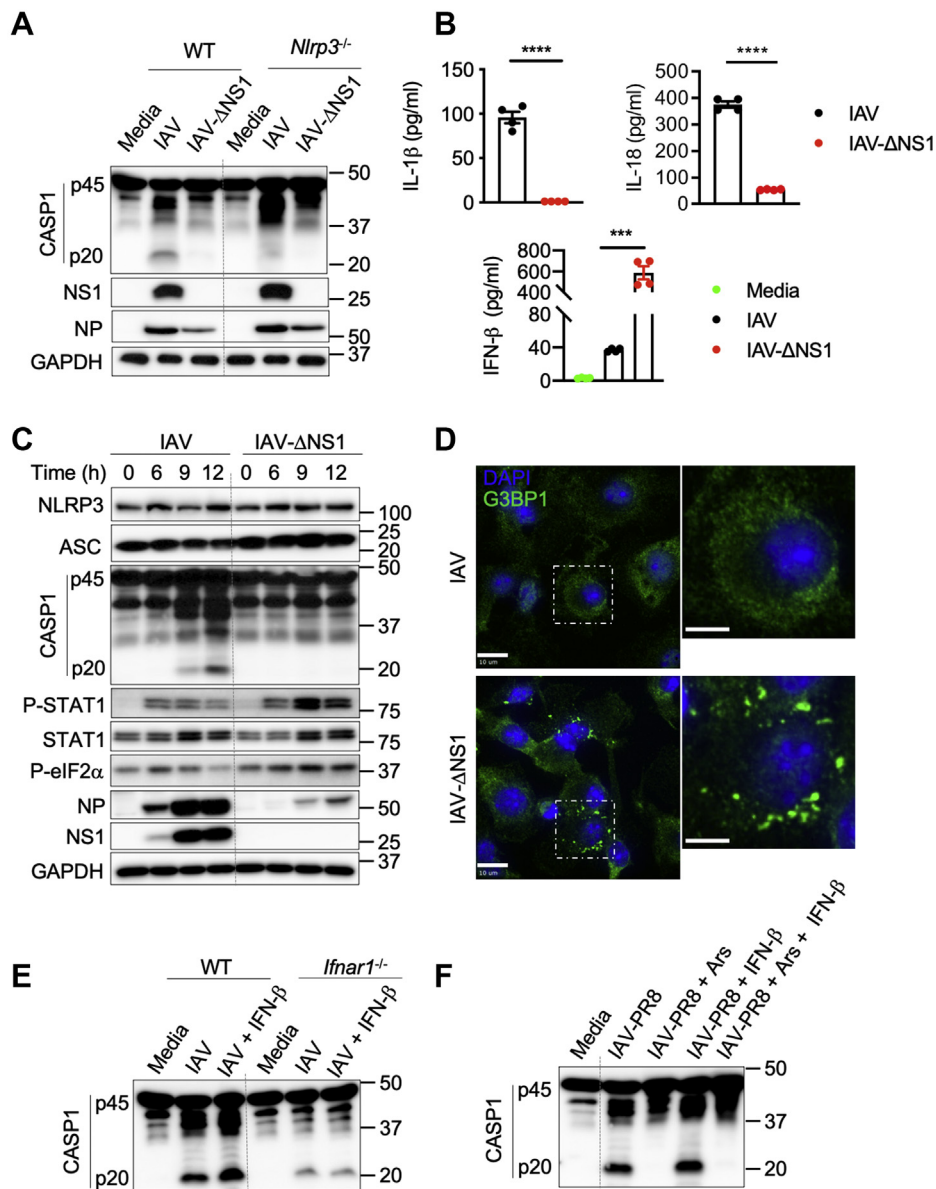 A
WT
Nlrp3-/-
Media
IAV
IAV-ΔNS1
Media
IAV
IAV-ΔNS1
CASP1
p45
p20
50
37
20
NS1
25
NP
50
GAPDH
37
B
IL-1β (pg/ml)
150
100
50
0
****
IL-18 (pg/ml)
500
400
300
200
100
0
****
IAV
IAV-ΔNS1
IFN-β (pg/ml)
800
600
400
80
40
0
***
Media
IAV
IAV-ΔNS1
C
IAV
IAV-ΔNS1
Time (h)
0 6 9 12 0 6 9 12
NLRP3
100
ASC
25
20
CASP1
p45
p20
50
37
20
P-STAT1
75
STAT1
75
P-eIF2α
37
NP
50
NS1
25
GAPDH
37
D
DAPI
G3BP1
IAV
10 um
IAV-ΔNS1
10 um
E
WT
Ifnar1-/-
Media
IAV
IAV + IFN-β
Media
IAV
IAV + IFN-β
CASP1
p45
p20
50
37
20
F
Media
IAV-PR8
IAV-PR8 + Ars
IAV-PR8 + IFN-β
IAV-PR8 + Ars + IFN-β
CASP1
p45
p20
50
37
20